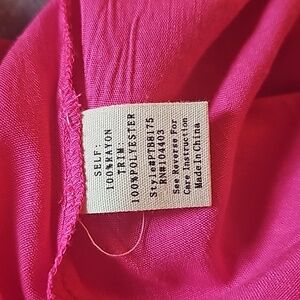 SELF:
100%RAYON
TRIM:
100%POLYESTER
Style#PTB8175
RN#104403
See Reverse For
Care Instruction
Made In China